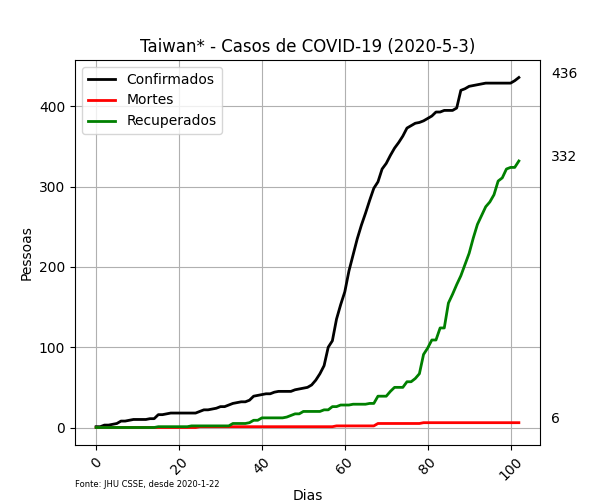 Taiwan* - Casos de COVID-19 (2020-5-3)
Confirmados
Mortes
Recuperados
436
332
6
Pessoas
400
300
200
100
0
0
20
40
60
80
100
Fonte: JHU CSSE, desde 2020-1-22
Dias